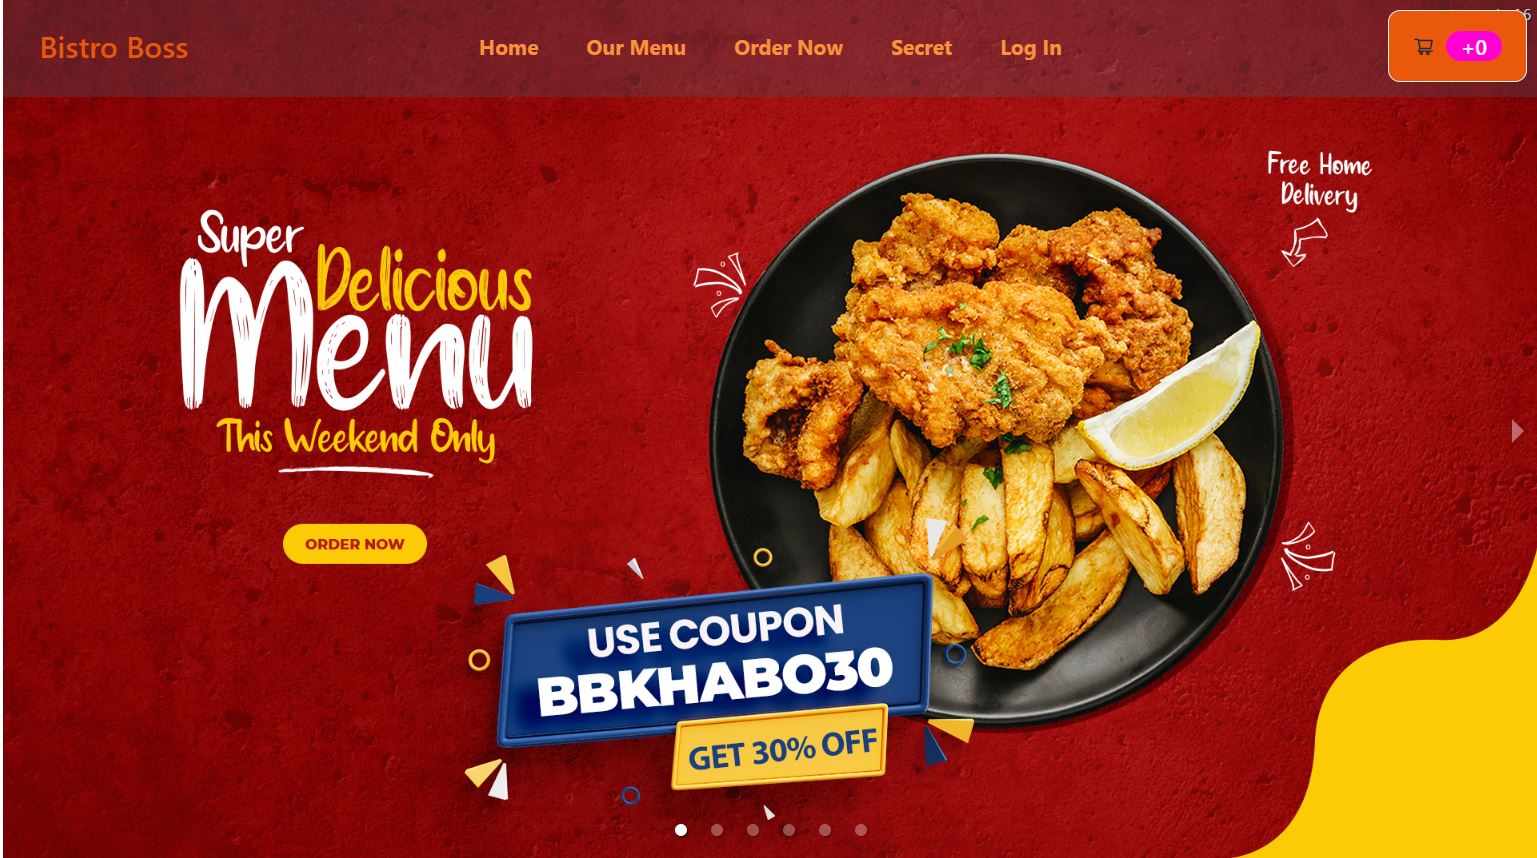 Bistro Boss
Home
Our Menu
Order Now
Secret
Log In
+0
Free Home
Delivery
Super
Delicious
Menu
This Weekend Only
ORDER NOW
USE COUPON
BBKHABO30
GET 30% OFF